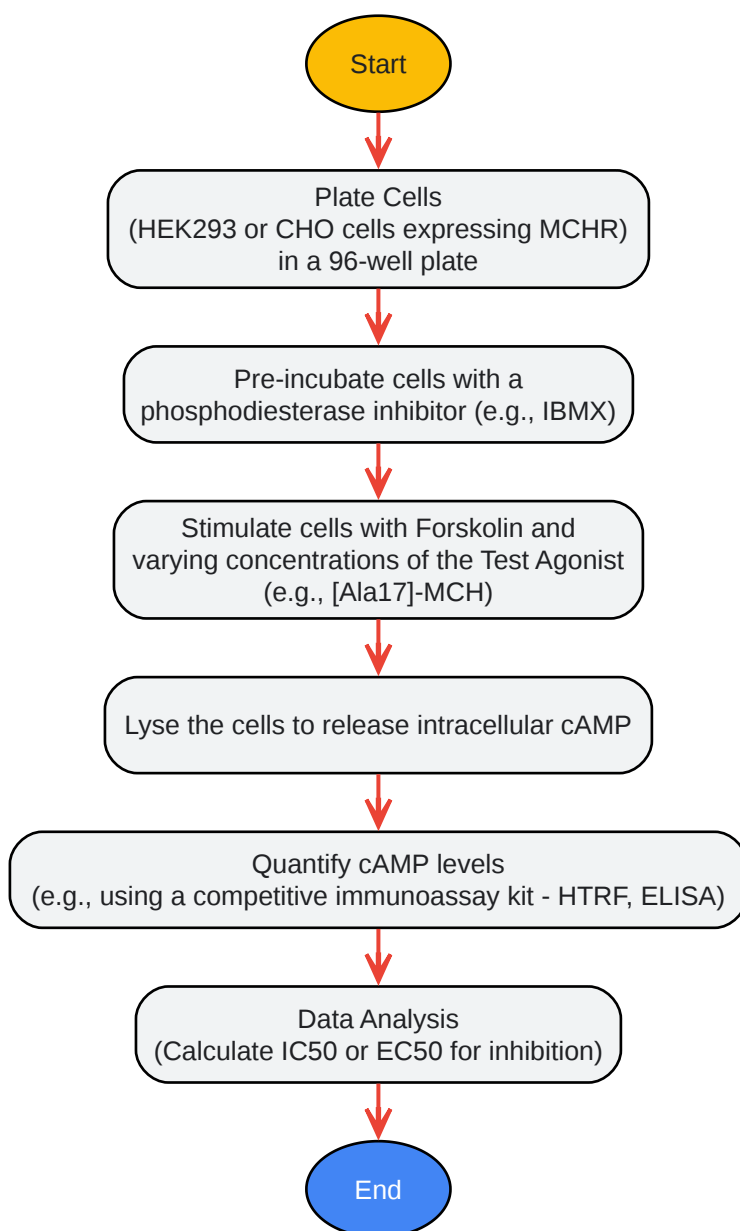 Start
Plate Cells
(HEK293 or CHO cells expressing MCHR)
in a 96-well plate
Pre-incubate cells with a
phosphodiesterase inhibitor (e.g., IBMX)
Stimulate cells with Forskolin and
varying concentrations of the Test Agonist
(e.g., [Ala17]-MCH)
Lyse the cells to release intracellular cAMP
Quantify cAMP levels
(e.g., using a competitive immunoassay kit - HTRF, ELISA)
Data Analysis
(Calculate IC50 or EC50 for inhibition)
End